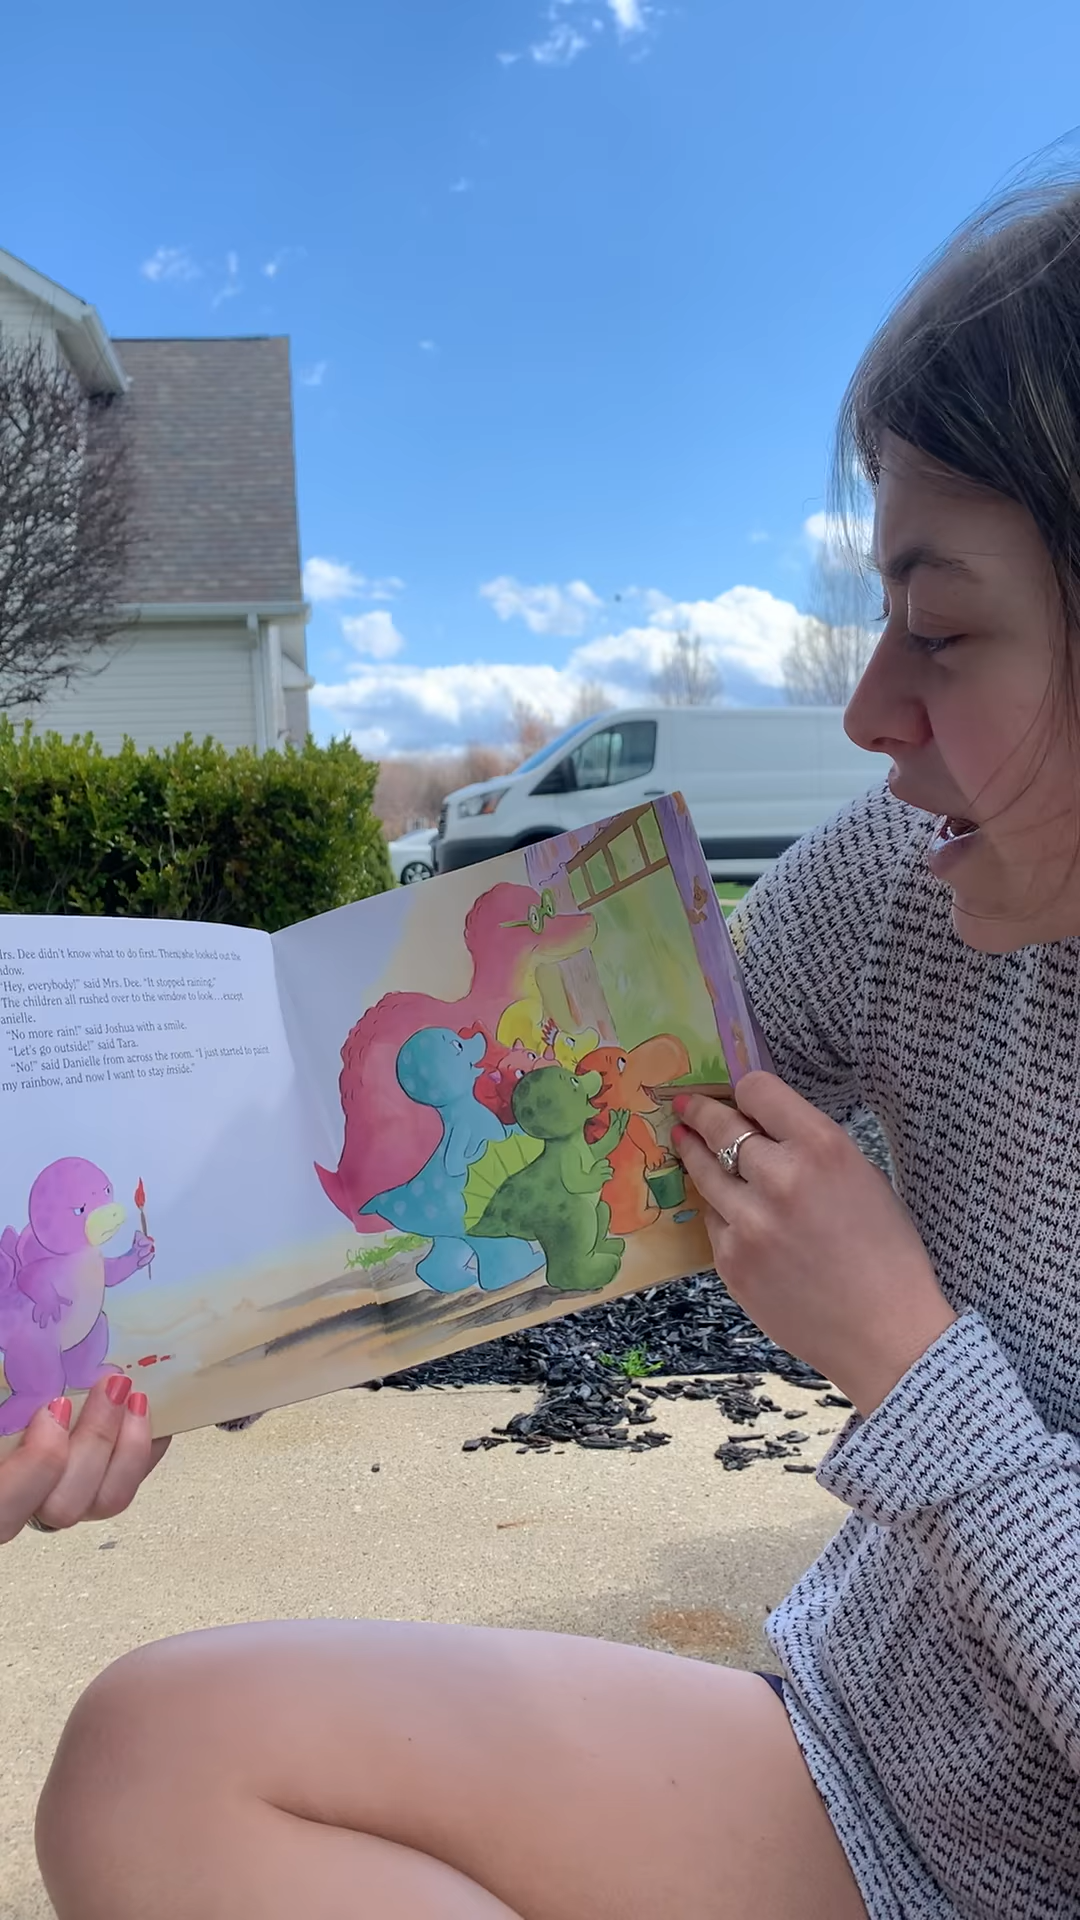 Mrs. Dee didn't know what to do first. Then, she looked out the
dow.
"Hey, everybody!" said Mrs. Dee. "It stopped raining."
The children all rushed over to the window to look...except
anielle.
"No more rain!" said Joshua with a smile.
"Let's go outside!" said Tara.
"No!" said Danielle from across the room. "I just started to paint
my rainbow, and now I want to stay inside."